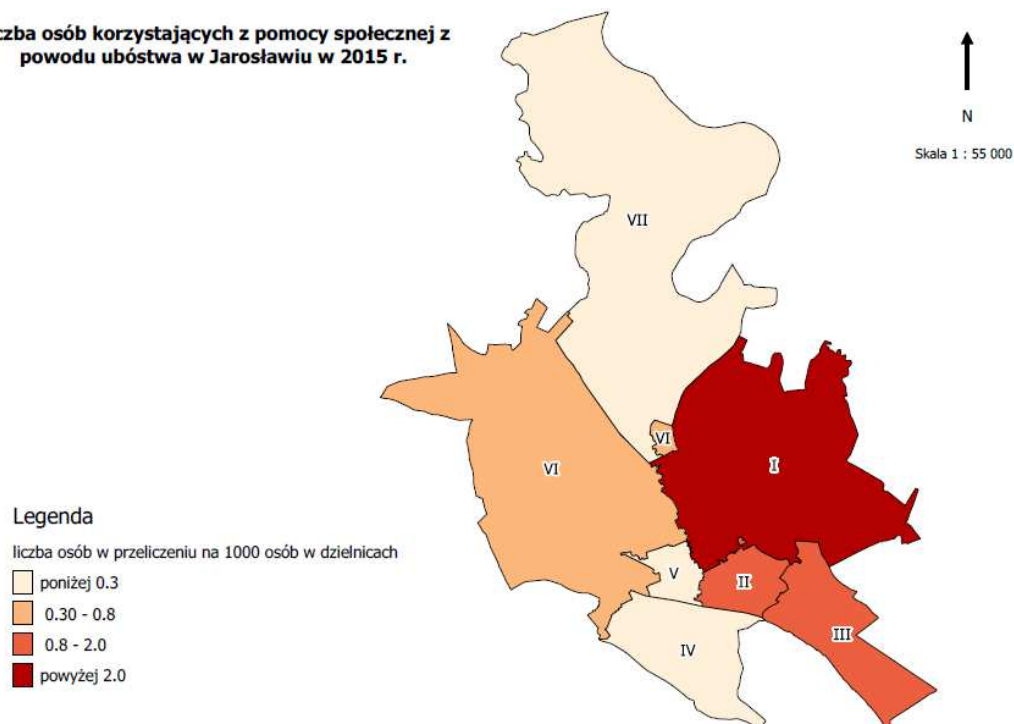 czba osób korzystających z pomocy społecznej z
powodu ubóstwa w Jarosławiu w 2015 r.
N
Skala 1 : 55 000
VII
VI
VI
I
V
II
III
IV
Legenda
liczba osób w przeliczeniu na 1000 osób w dzielnicach
poniżej 0.3
0.30 - 0.8
0.8 - 2.0
powyżej 2.0